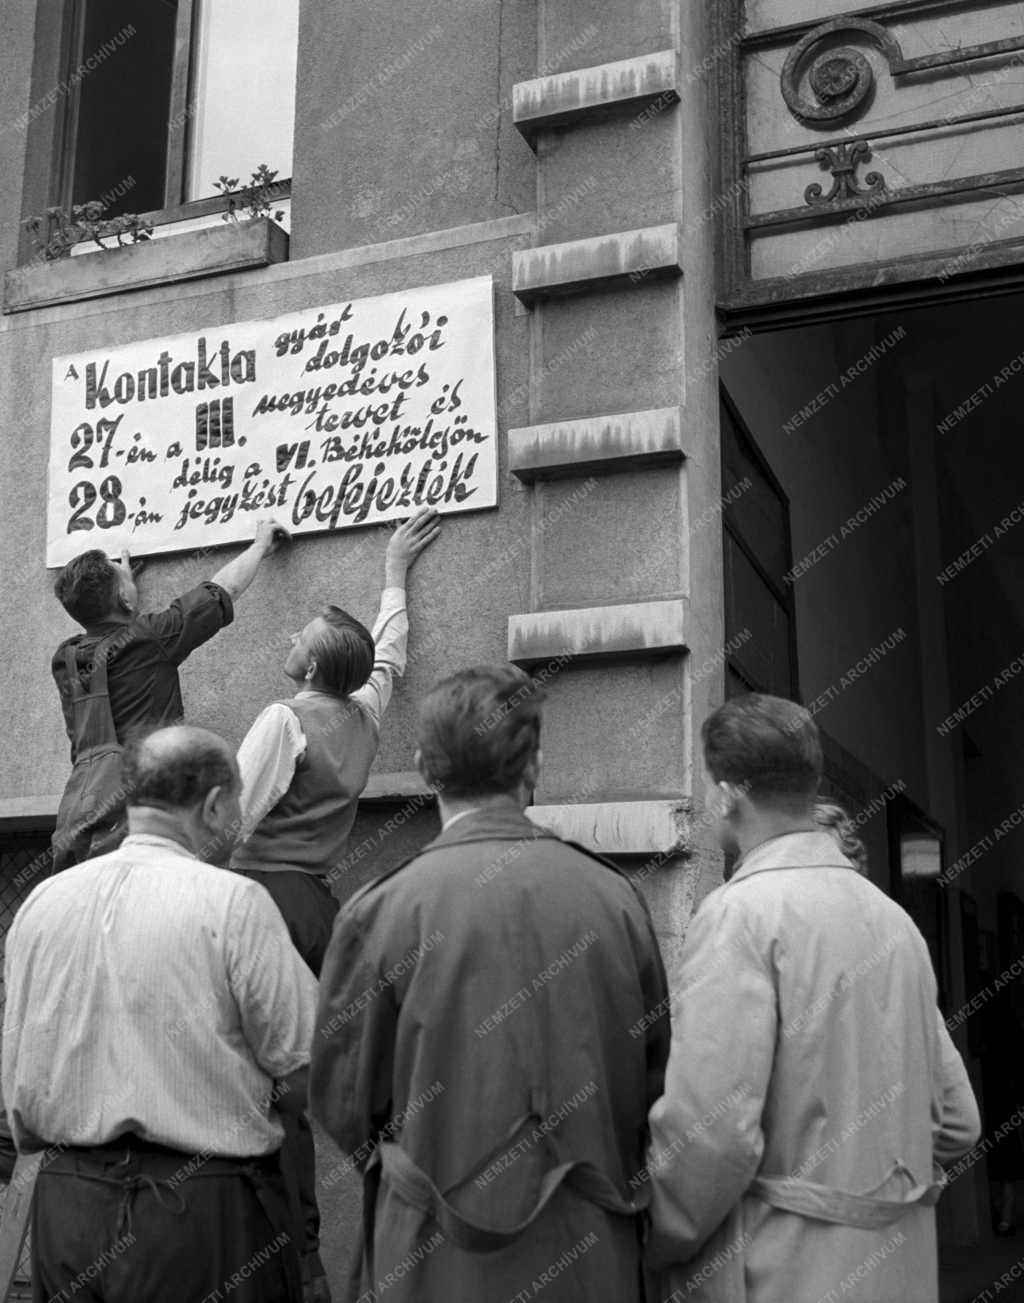 A Kontakta gyár dolgozói
27-én a III. negyedéves tervet és
délig a VI. Békekölcsön
28-án jegyzést befejezték
NEMZETI ARCHÍVUM